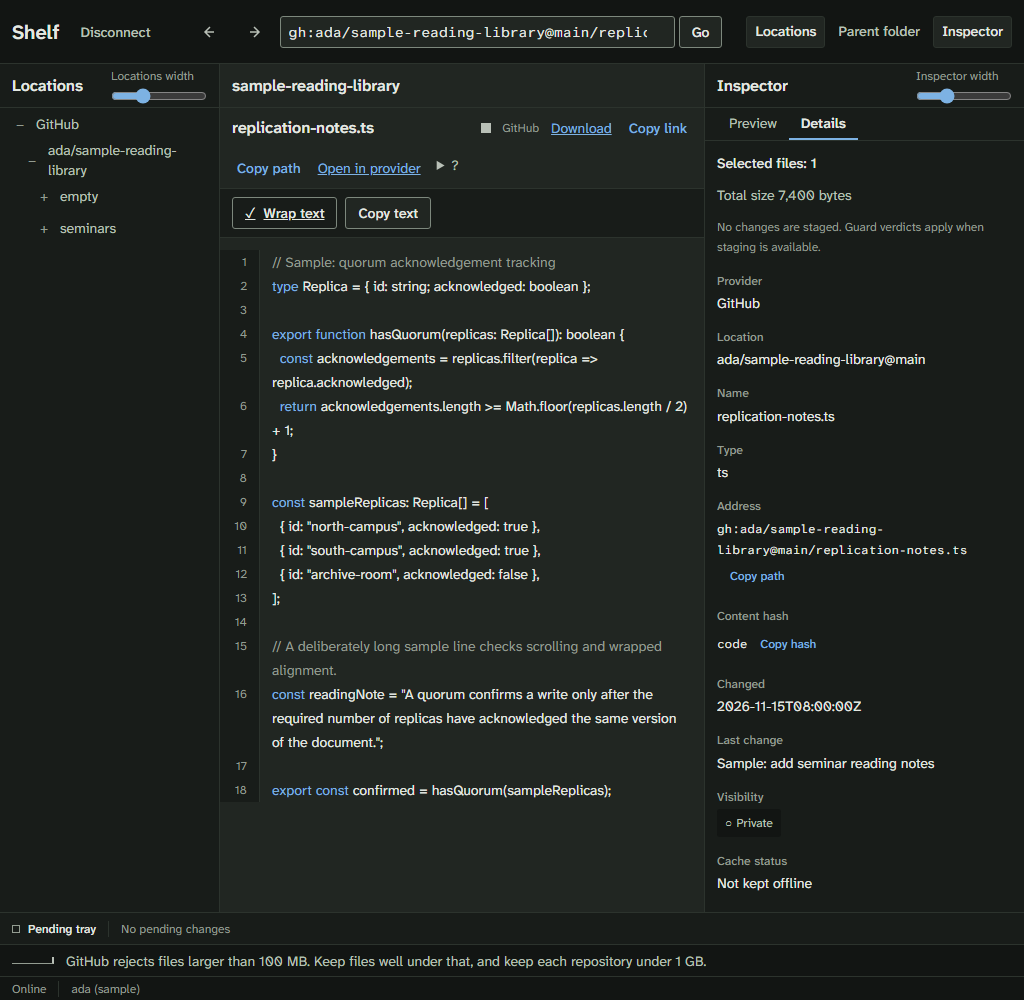 Shelf Disconnect ← → gh:ada/sample-reading-library@main/replic Go Locations Parent folder Inspector
Locations
Locations width
− GitHub
− ada/sample-reading-
library
+ empty
+ seminars
sample-reading-library
replication-notes.ts
GitHub Download Copy link
Copy path Open in provider ▶ ?
✓ Wrap text Copy text
1 // Sample: quorum acknowledgement tracking
2 type Replica = { id: string; acknowledged: boolean };
3
4 export function hasQuorum(replicas: Replica[]): boolean {
5 const acknowledgements = replicas.filter(replica =>
replica.acknowledged);
6 return acknowledgements.length >= Math.floor(replicas.length / 2)
+ 1;
7 }
8
9 const sampleReplicas: Replica[] = [
10 { id: "north-campus", acknowledged: true },
11 { id: "south-campus", acknowledged: true },
12 { id: "archive-room", acknowledged: false },
13 ];
14
15 // A deliberately long sample line checks scrolling and wrapped
alignment.
16 const readingNote = "A quorum confirms a write only after the
required number of replicas have acknowledged the same version
of the document.";
17
18 export const confirmed = hasQuorum(sampleReplicas);
Inspector
Inspector width
Preview Details
Selected files: 1
Total size 7,400 bytes
No changes are staged. Guard verdicts apply when
staging is available.
Provider
GitHub
Location
ada/sample-reading-library@main
Name
replication-notes.ts
Type
ts
Address
gh:ada/sample-reading-
library@main/replication-notes.ts
Copy path
Content hash
code Copy hash
Changed
2026-11-15T08:00:00Z
Last change
Sample: add seminar reading notes
Visibility
○ Private
Cache status
Not kept offline
Pending tray No pending changes
GitHub rejects files larger than 100 MB. Keep files well under that, and keep each repository under 1 GB.
Online ada (sample)